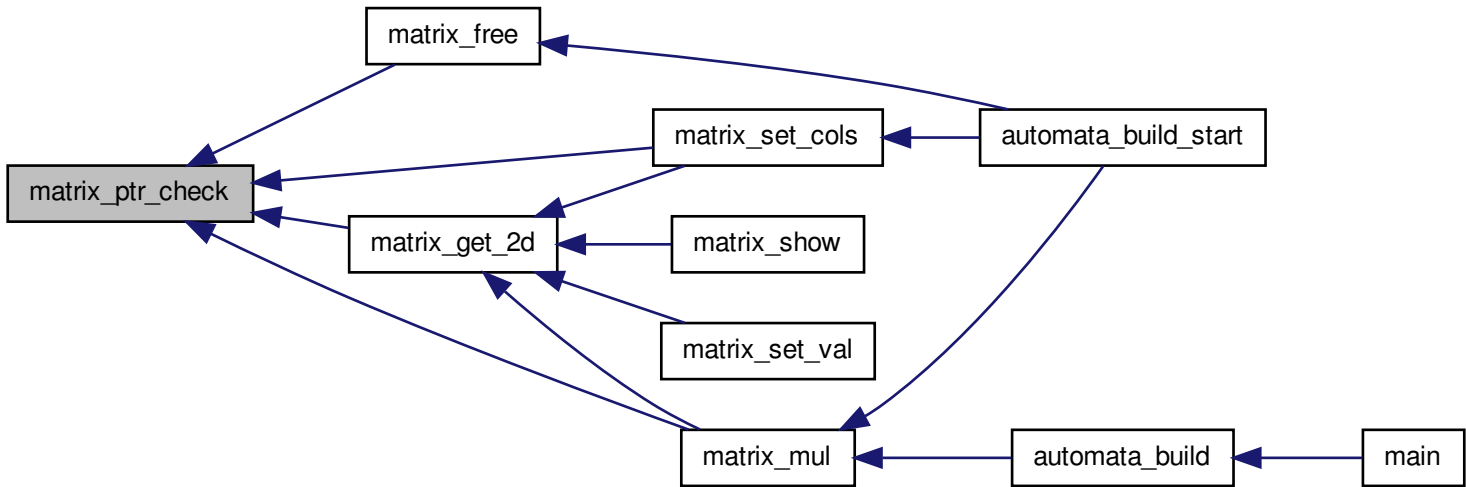 matrix_free
matrix_set_cols
automata_build_start
matrix_ptr_check
matrix_get_2d
matrix_show
matrix_set_val
matrix_mul
automata_build
main